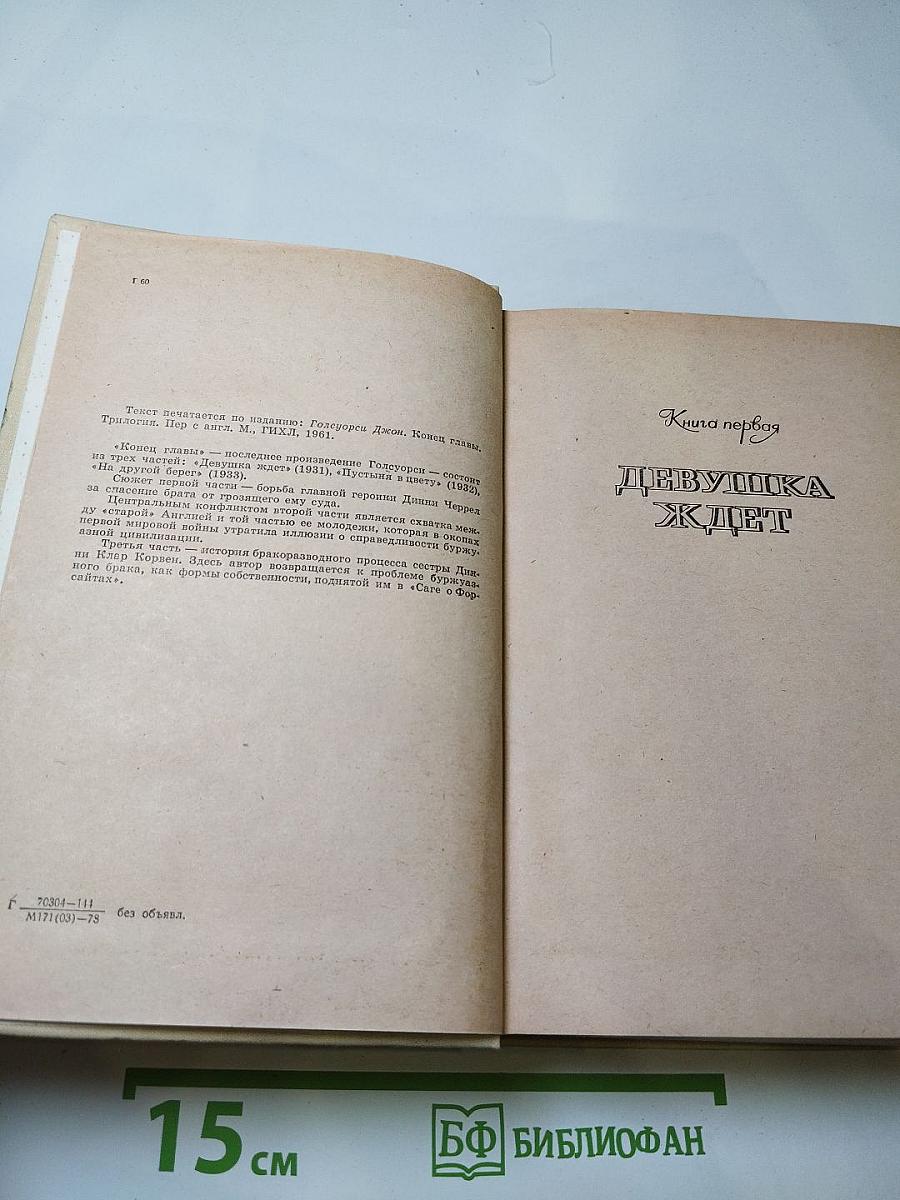 Г 60
Текст печатается по изданию: Голсуорси Джон. Конец главы.
Трилогия. Пер с англ. М., ГИХЛ, 1961.
«Конец главы» — последнее произведение Голсуорси — состоит
из трех частей: «Девушка ждет» (1931), «Пустыня в цвету» (1932),
«На другой берег» (1933).
Сюжет первой части — борьба главной героини Динни Черрел
за спасение брата от грозящего ему суда.
Центральным конфликтом второй части является схватка меж-
ду «старой» Англией и той частью ее молодежи, которая в окопах
первой мировой войны утратила иллюзии о справедливости буржу-
азной цивилизации.
Третья часть — история бракоразводного процесса сестры Дин-
ни Клар Корвен. Здесь автор возвращается к проблеме буржуаз-
ного брака, как формы собственности, поднятой им в «Саге о Фор-
сайтах».
Г 70304—144
М171(03)—73 без объявл.
Книга первая
ДЕВУШКА
ЖДЕТ
15 см
БФ БИБЛИОФАН